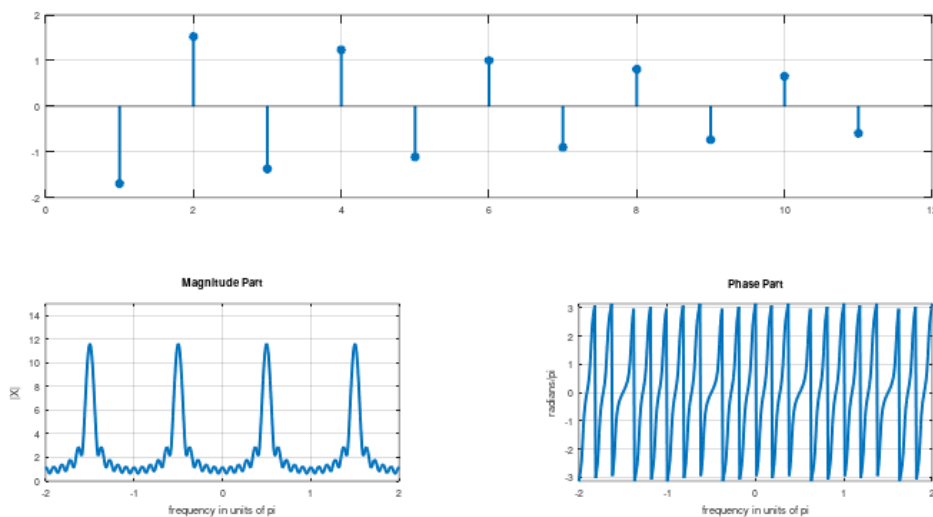 2
1
0
-1
-2
0 2 4 6 8 10 12
Magnitude Part
14
12
10
8
6
4
2
0
|X|
-2 -1 0 1 2
frequency in units of pi
Phase Part
3
2
1
0
-1
-2
-3
radians/pi
-2 -1 0 -1 2
frequency in units of pi